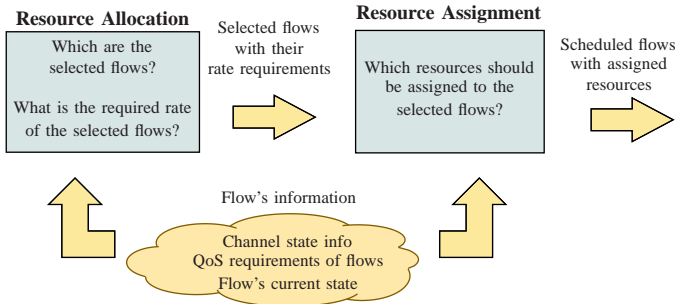 Resource Allocation
Which are the
selected flows?
What is the required rate
of the selected flows?
Selected flows
with their
rate requirements
Resource Assignment
Which resources should
be assigned to the
selected flows?
Scheduled flows
with assigned
resources
Flow's information
Channel state info
QoS requirements of flows
Flow's current state